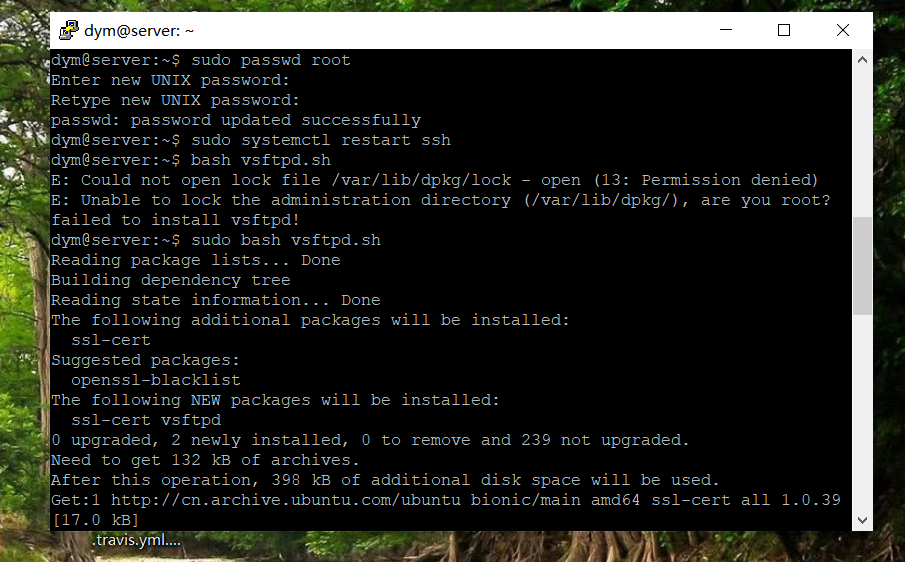 dym@server: ~
dym@server:~$ sudo passwd root
Enter new UNIX password:
Retype new UNIX password:
passwd: password updated successfully
dym@server:~$ sudo systemctl restart ssh
dym@server:~$ bash vsftpd.sh
E: Could not open lock file /var/lib/dpkg/lock - open (13: Permission denied)
E: Unable to lock the administration directory (/var/lib/dpkg/), are you root?
failed to install vsftpd!
dym@server:~$ sudo bash vsftpd.sh
Reading package lists... Done
Building dependency tree
Reading state information... Done
The following additional packages will be installed:
  ssl-cert
Suggested packages:
  openssl-blacklist
The following NEW packages will be installed:
  ssl-cert vsftpd
0 upgraded, 2 newly installed, 0 to remove and 239 not upgraded.
Need to get 132 kB of archives.
After this operation, 398 kB of additional disk space will be used.
Get:1 http://cn.archive.ubuntu.com/ubuntu bionic/main amd64 ssl-cert all 1.0.39
[17.0 kB]
.travis.yml....